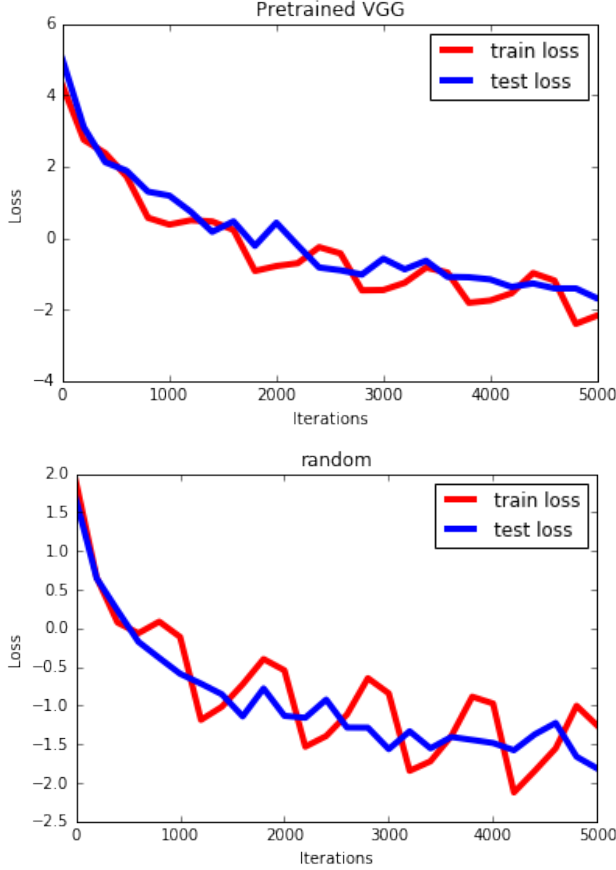 Pretrained VGG
6
4
2
0
−2
−4
Loss
train loss
test loss
0 1000 2000 3000 4000 5000
Iterations
random
2.0
1.5
1.0
0.5
0.0
−0.5
−1.0
−1.5
−2.0
−2.5
Loss
train loss
test loss
0 1000 2000 3000 4000 5000
Iterations